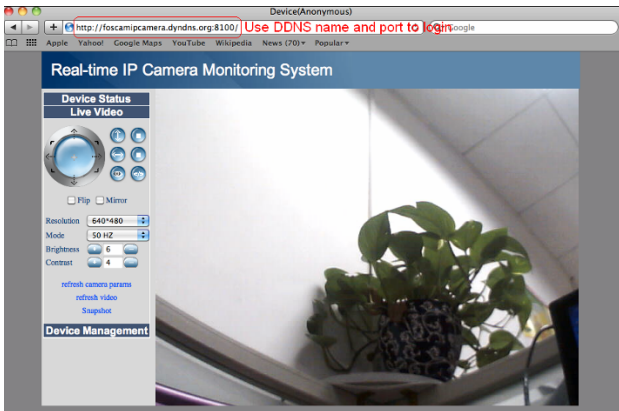 Device(Anonymous)
http://foscamipcamera.dyndns.org:8100/
Use DDNS name and port to login
Google
Apple Yahoo! Google Maps YouTube Wikipedia News (70) Popular
Real-time IP Camera Monitoring System
Device Status
Live Video
Flip Mirror
Resolution 640*480
Mode 50 HZ
Brightness 6
Contrast 4
refresh camera params
refresh video
Snapshot
Device Management